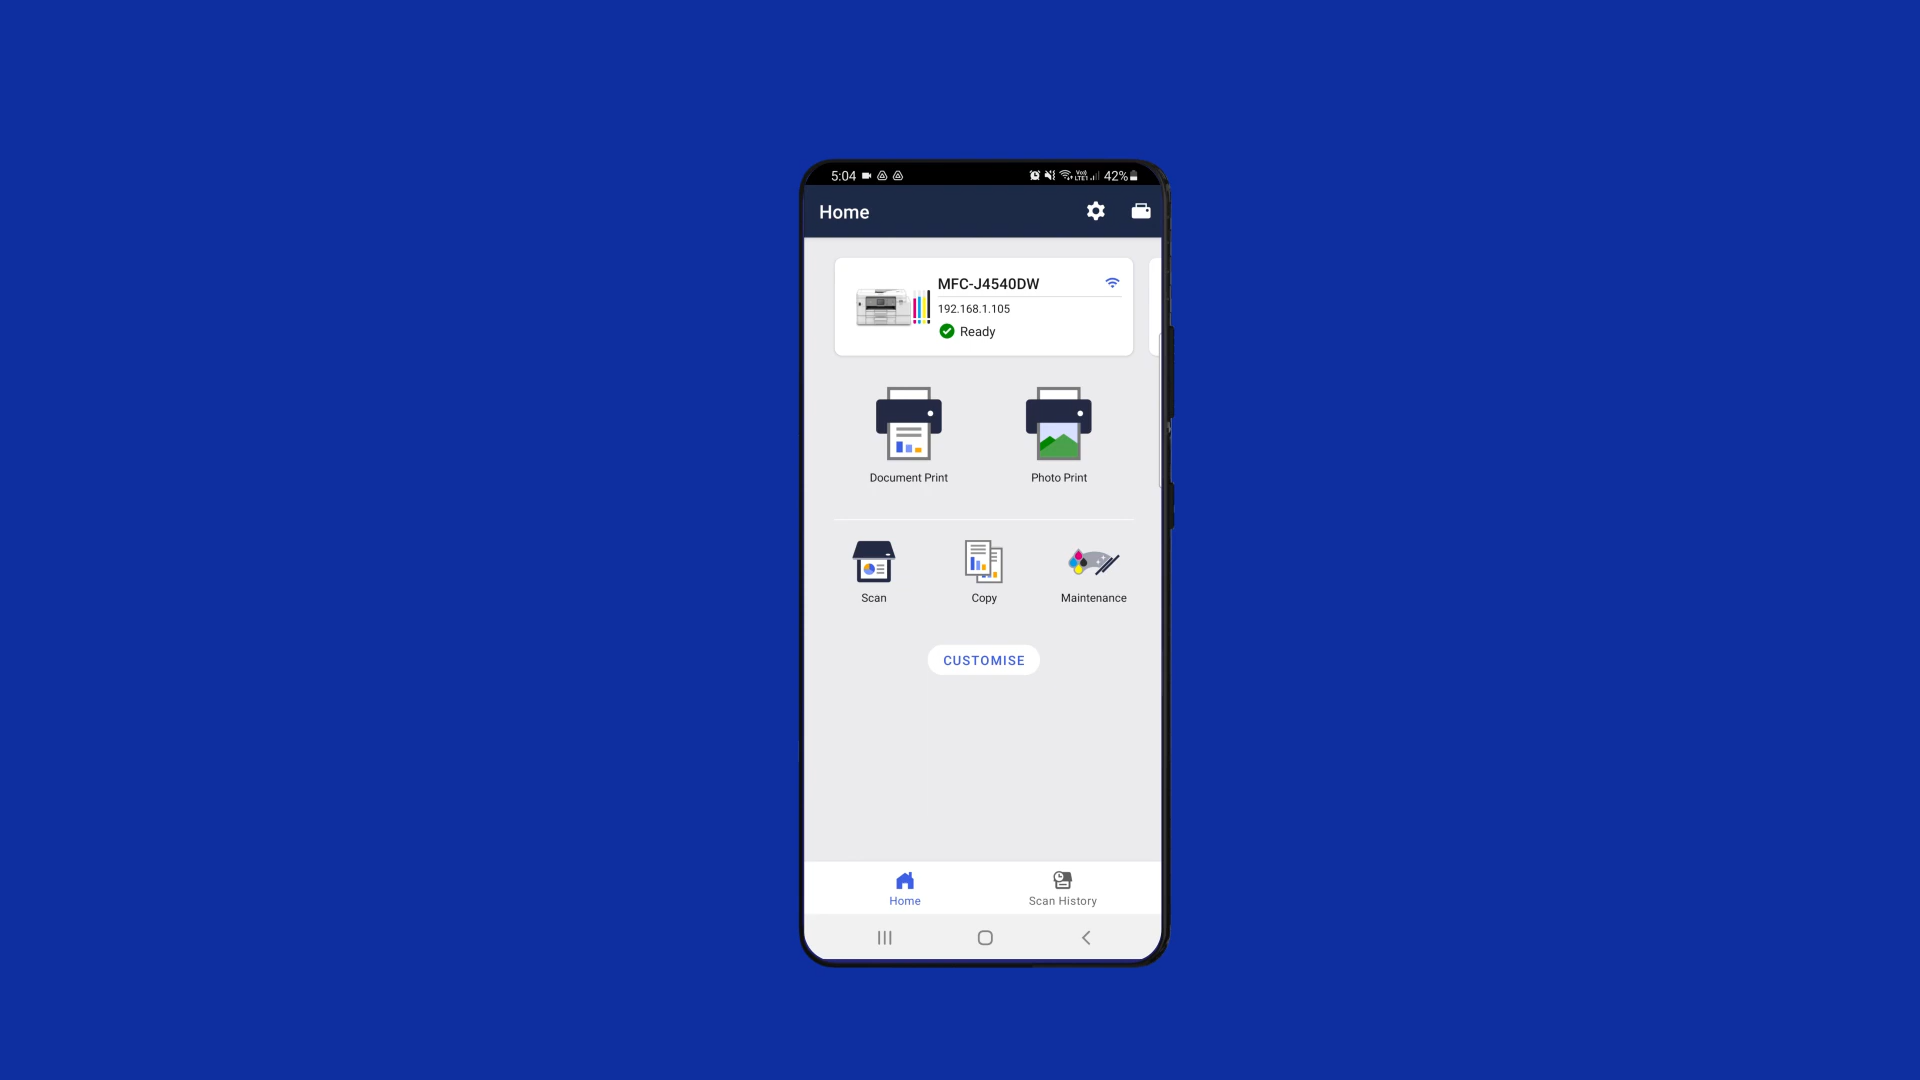 5:04
42%
Home
MFC-J4540DW
192.168.1.105
Ready
Document Print
Photo Print
Scan
Copy
Maintenance
CUSTOMISE
Home
Scan History